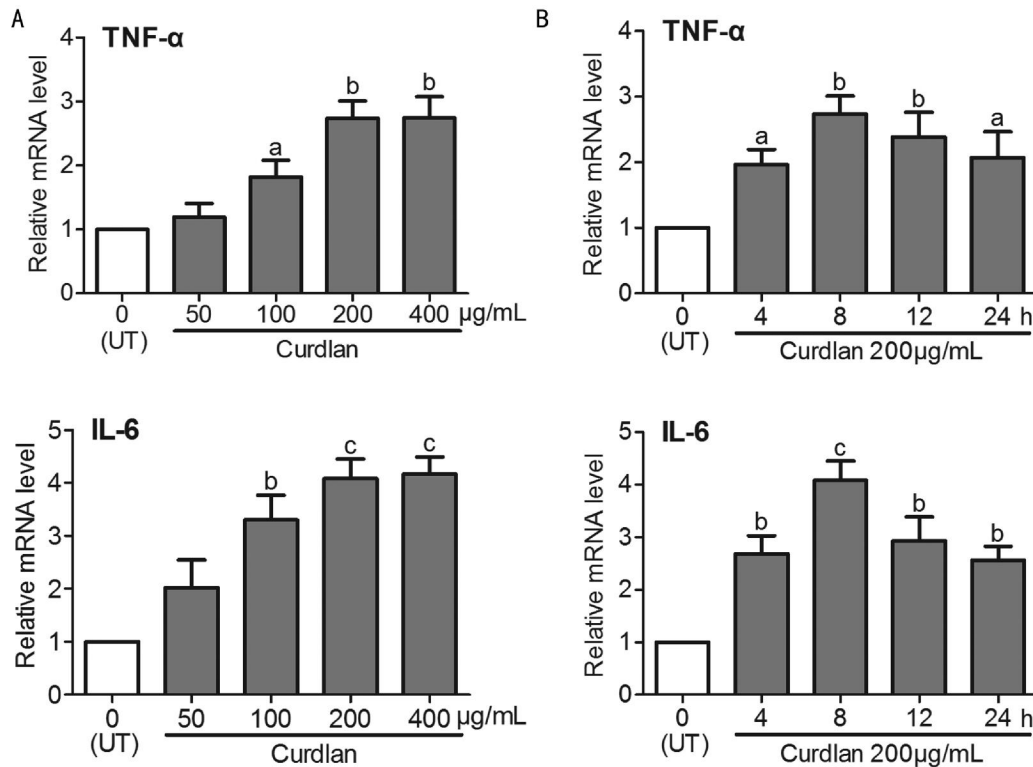 A
TNF-α
Relative mRNA level
4
3
2
1
0
a
b
b
0
50
100
200
400
µg/mL
(UT)
Curdlan
B
TNF-α
Relative mRNA level
4
3
2
1
0
a
b
b
a
0
4
8
12
24
h
(UT)
Curdlan 200µg/mL
IL-6
Relative mRNA level
5
4
3
2
1
0
b
c
c
0
50
100
200
400
µg/mL
(UT)
Curdlan
IL-6
Relative mRNA level
5
4
3
2
1
0
b
c
b
b
0
4
8
12
24
h
(UT)
Curdlan 200µg/mL